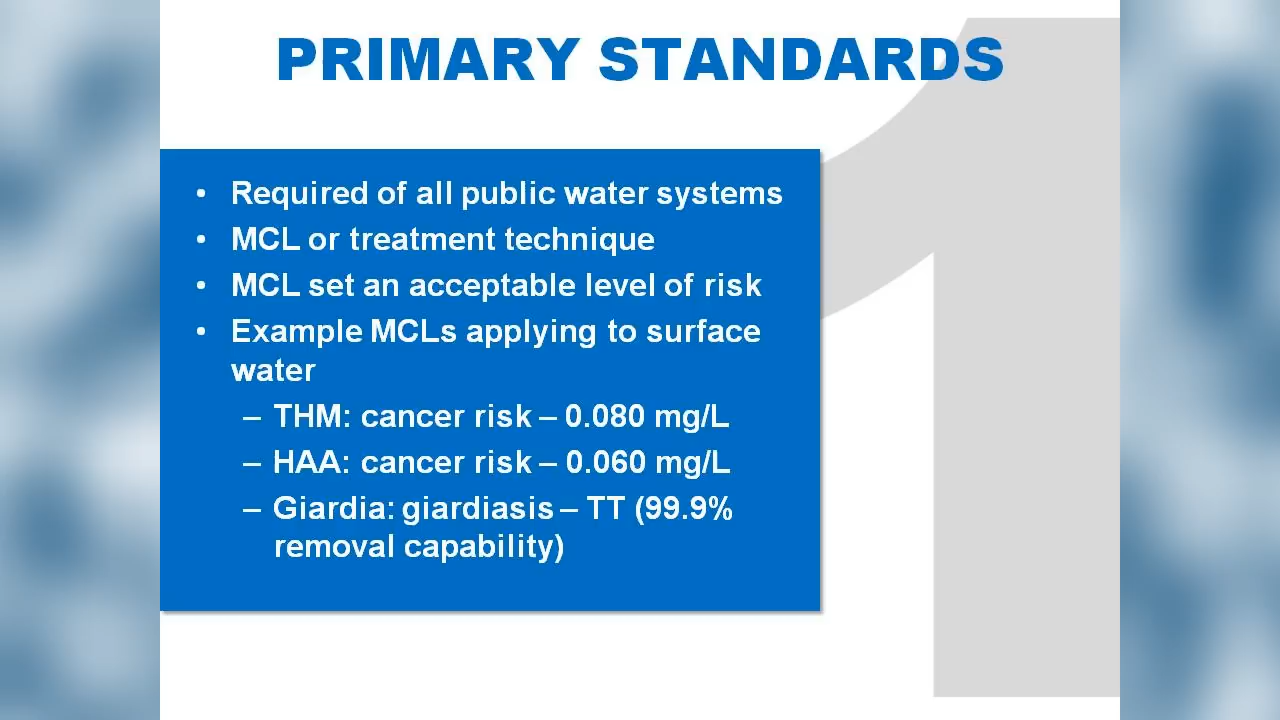 PRIMARY STANDARDS
• Required of all public water systems
• MCL or treatment technique
• MCL set an acceptable level of risk
• Example MCLs applying to surface
water
– THM: cancer risk – 0.080 mg/L
– HAA: cancer risk – 0.060 mg/L
– Giardia: giardiasis – TT (99.9%
removal capability)
1